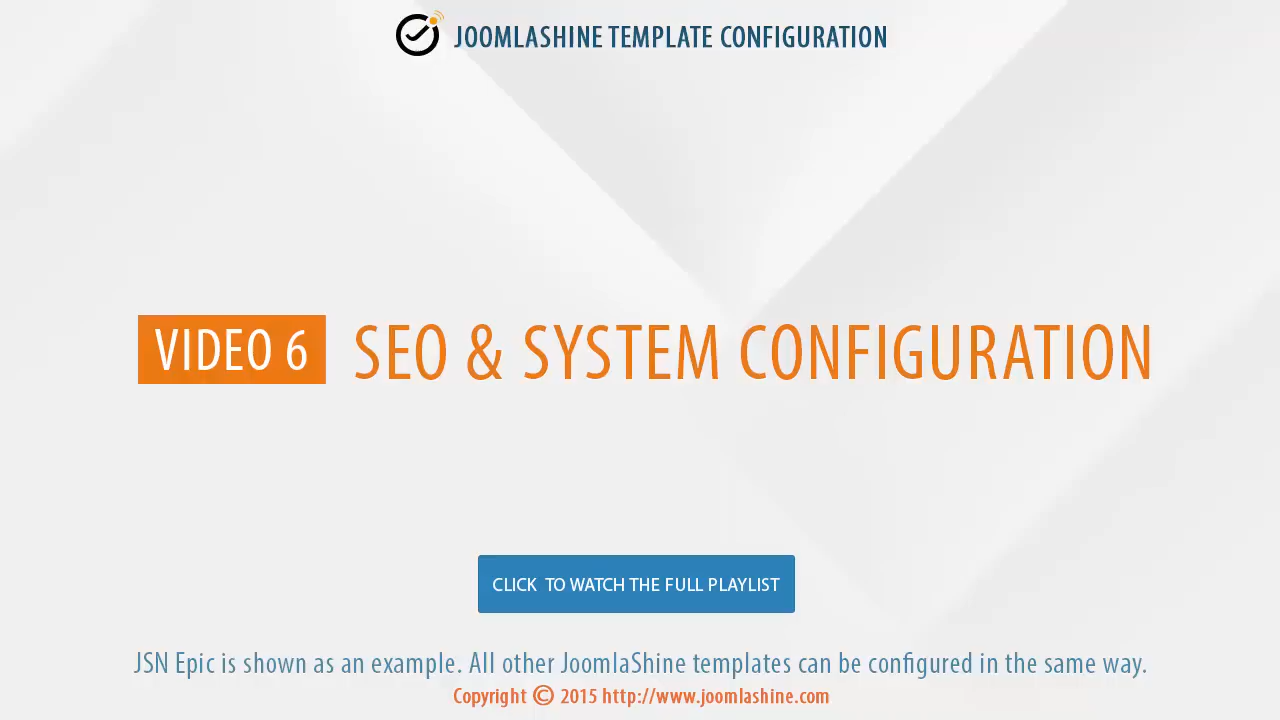 JOOMLASHINE TEMPLATE CONFIGURATION
VIDEO 6 SEO & SYSTEM CONFIGURATION
CLICK TO WATCH THE FULL PLAYLIST
JSN Epic is shown as an example. All other JoomlaShine templates can be configured in the same way.
Copyright © 2015 http://www.joomlashine.com